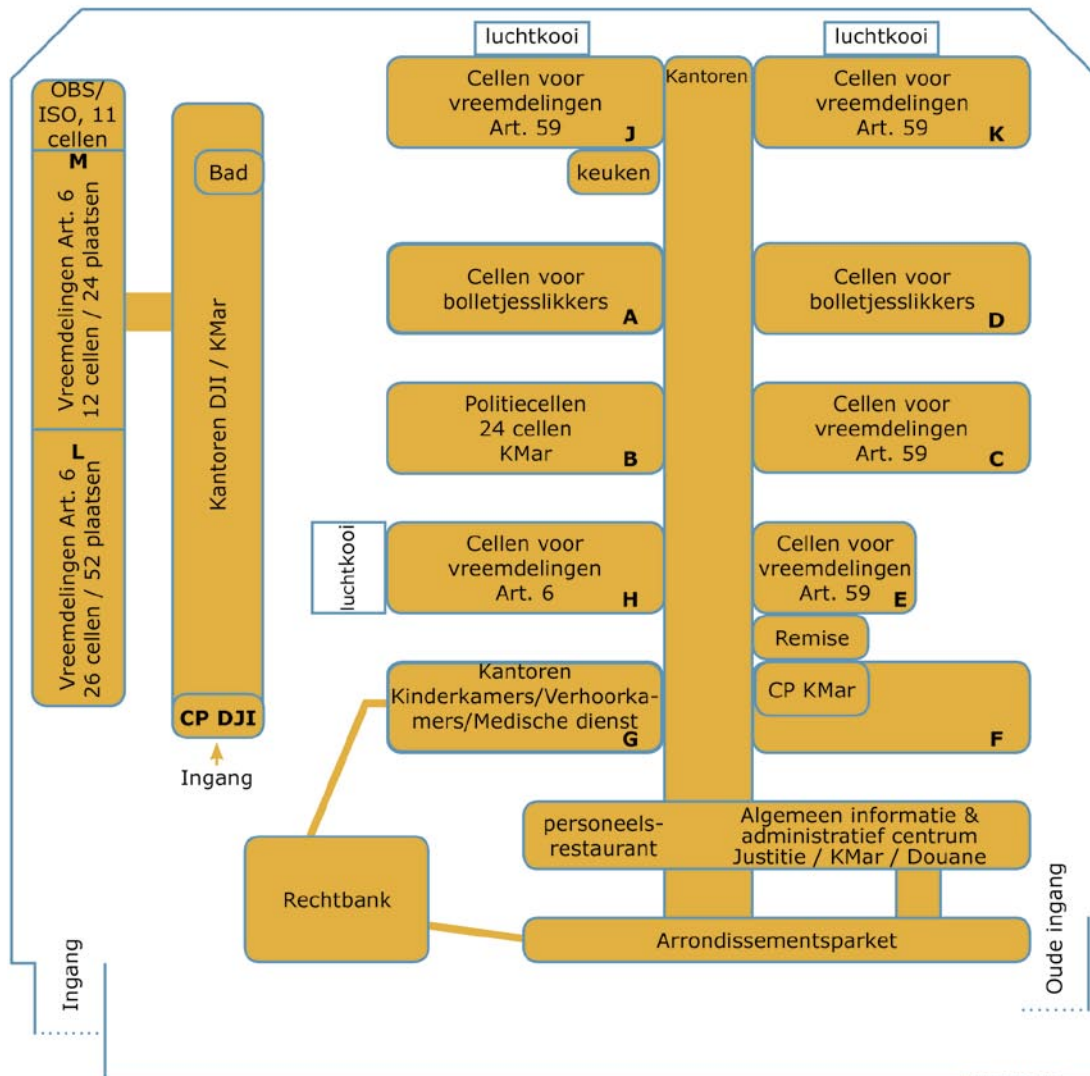 luchtkooi
luchtkooi
OBS/
ISO, 11
cellen
M
Vreemdelingen Art. 6
12 cellen / 24 plaatsen
L
Vreemdelingen Art. 6
26 cellen / 52 plaatsen
Bad
Kantoren DJI / KMar
CP DJI
Ingang
Cellen voor
vreemdelingen
Art. 59
J
keuken
Kantoren
Cellen voor
vreemdelingen
Art. 59
K
Cellen voor
bolletjesslikkers
A
Cellen voor
bolletjesslikkers
D
Politiecellen
24 cellen
KMar
B
Cellen voor
vreemdelingen
Art. 59
C
luchtkooi
Cellen voor
vreemdelingen
Art. 6
H
Cellen voor
vreemdelingen
Art. 59
E
Remise
Kantoren
Kinderkamers/Verhoorka-
mers/Medische dienst
G
CP KMar
F
personeels-
restaurant
Algemeen informatie &
administratief centrum
Justitie / KMar / Douane
Rechtbank
Arrondissementsparket
Ingang
Oude ingang